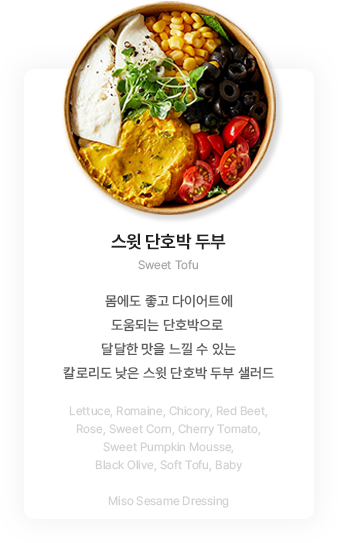 스윗 단호박 두부
Sweet Tofu
몸에도 좋고 다이어트에
도움되는 단호박으로
달달한 맛을 느낄 수 있는
칼로리도 낮은 스윗 단호박 두부 샐러드
Lettuce, Romaine, Chicory, Red Beet,
Rose, Sweet Corn, Cherry Tomato,
Sweet Pumpkin Mousse,
Black Olive, Soft Tofu, Baby
Miso Sesame Dressing